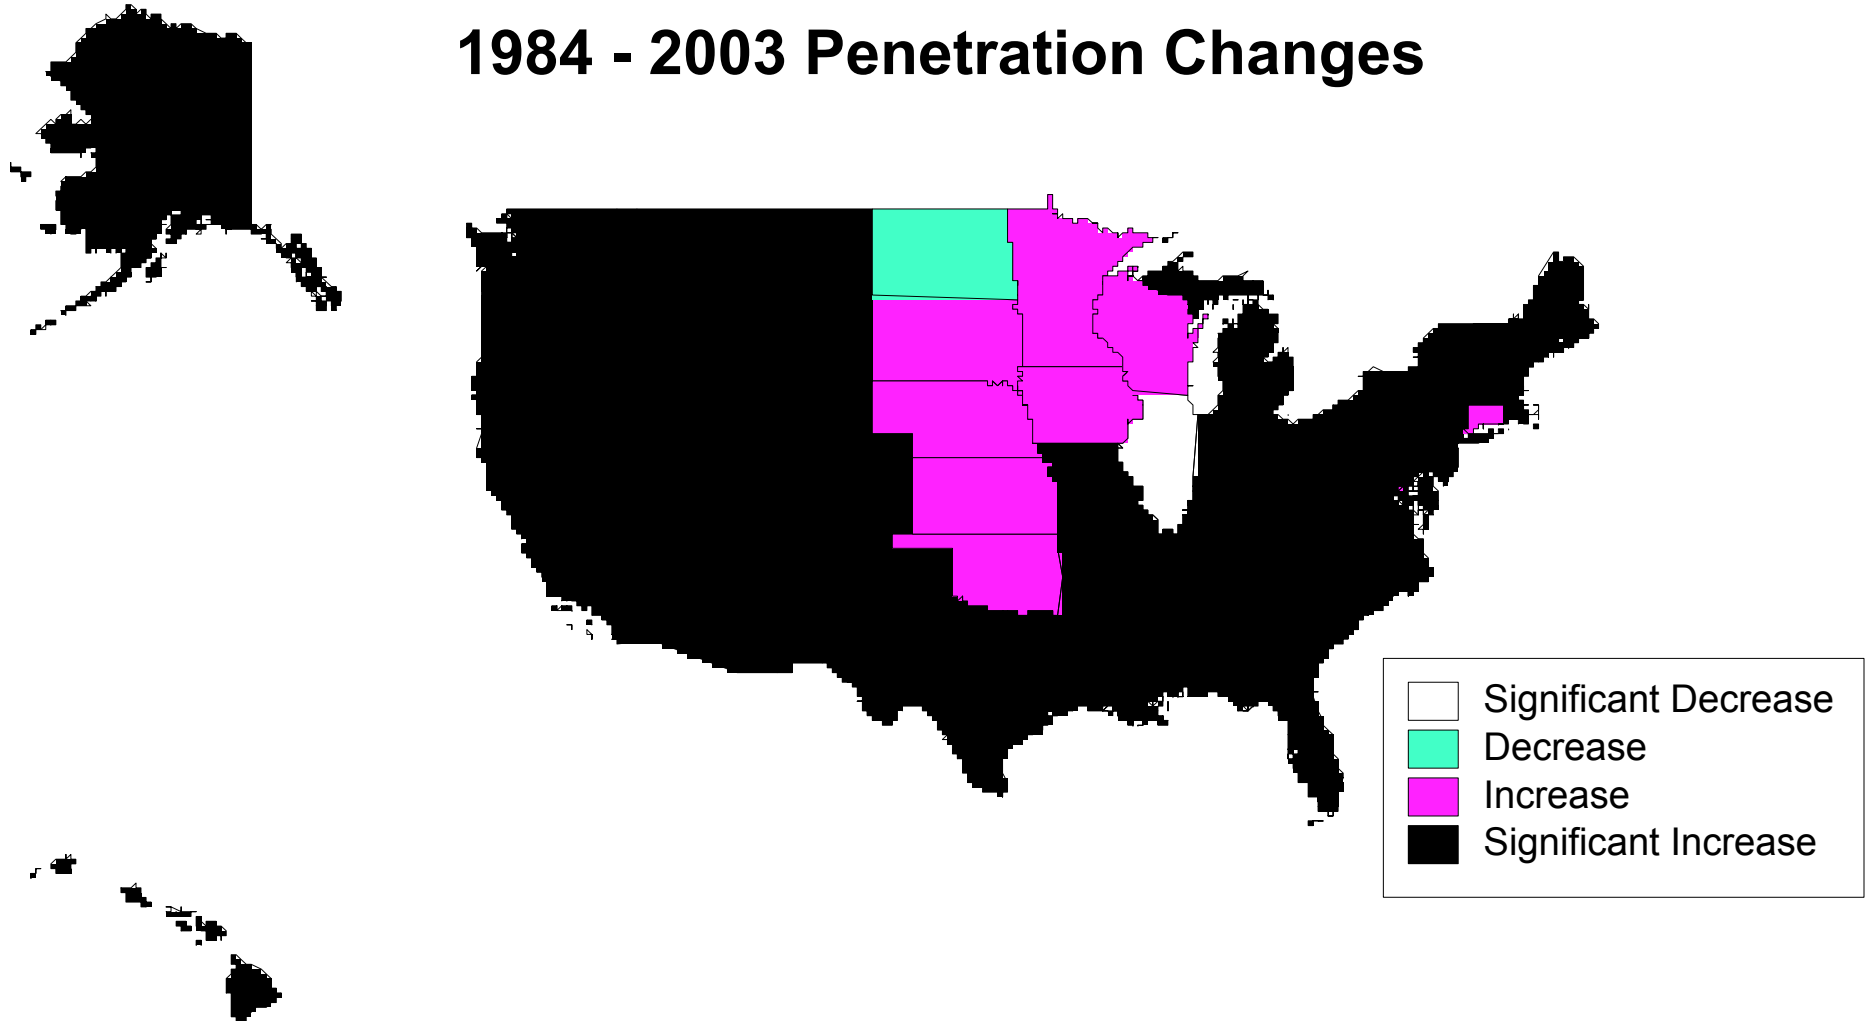 1984 - 2003 Penetration Changes
Significant Decrease
Decrease
Increase
Significant Increase